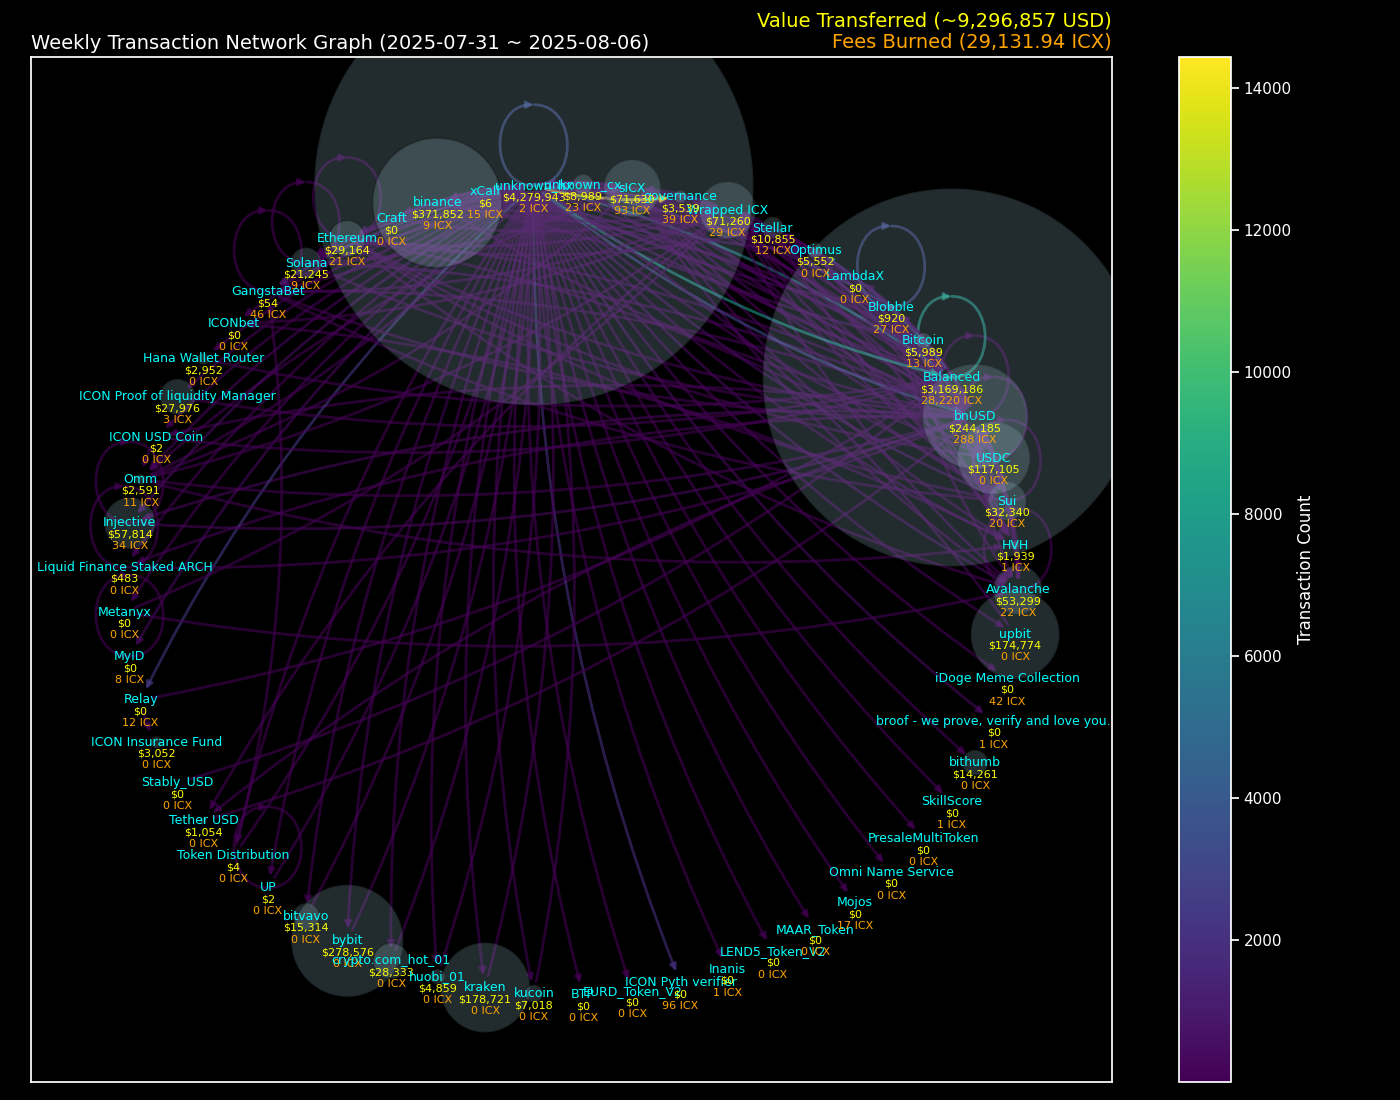 Value Transferred (~9,296,857 USD)
Weekly Transaction Network Graph (2025-07-31 ~ 2025-08-06)
Fees Burned (29,131.94 ICX)
binance
$371,852
9 ICX
xCall
$6
15 ICX
$4,279,943
2 ICX
unknown_cx
$8,989
23 ICX
sICX
$71,630
93 ICX
governance
$3,539
39 ICX
Wrapped ICX
$71,260
29 ICX
Stellar
$10,855
12 ICX
Optimus
$5,552
0 ICX
LambdaX
$0
0 ICX
Blobble
$920
27 ICX
Bitcoin
$5,989
13 ICX
Balanced
$3,169,186
28,220 ICX
bnUSD
$244,185
288 ICX
USDC
$117,105
0 ICX
Sui
$32,340
20 ICX
HVH
$1,939
1 ICX
Avalanche
$53,299
22 ICX
upbit
$174,774
0 ICX
iDoge Meme Collection
$0
42 ICX
broof - we prove, verify and love you.
$0
1 ICX
bithumb
$14,261
0 ICX
SkillScore
$0
1 ICX
PresaleMultiToken
$0
0 ICX
Omni Name Service
$0
0 ICX
Mojos
$0
17 ICX
MAAR_Token
$0
0 ICX
LEND5_Token_V2
$0
0 ICX
Inanis
$0
1 ICX
ICON Pyth verifier
$0
96 ICX
EURD_Token_V2
$0
0 ICX
$0
0 ICX
kucoin
$7,018
0 ICX
kraken
$178,721
0 ICX
huobi_01
$4,859
0 ICX
crypto.com_hot_01
$28,333
0 ICX
bybit
$278,576
0 ICX
bitvavo
$15,314
0 ICX
UP
$2
0 ICX
Token Distribution
$4
0 ICX
Tether USD
$1,054
0 ICX
Stably_USD
$0
0 ICX
ICON Insurance Fund
$3,052
0 ICX
Relay
$0
12 ICX
MyID
$0
8 ICX
Metanyx
$0
0 ICX
Liquid Finance Staked ARCH
$483
0 ICX
Injective
$57,814
34 ICX
Omm
$2,591
11 ICX
ICON USD Coin
$2
0 ICX
ICON Proof of liquidity Manager
$27,976
3 ICX
Hana Wallet Router
$2,952
0 ICX
ICONbet
$0
0 ICX
GangstaBet
$54
46 ICX
Solana
$21,245
9 ICX
Ethereum
$29,164
21 ICX
Craft
$0
0 ICX
14000
12000
10000
8000
6000
4000
2000
Transaction Count